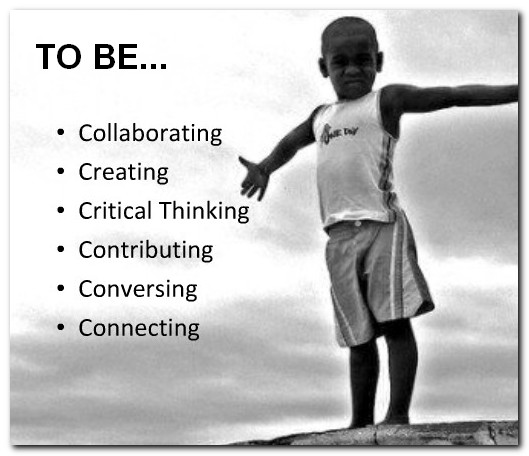 TO BE...
• Collaborating
• Creating
• Critical Thinking
• Contributing
• Conversing
• Connecting